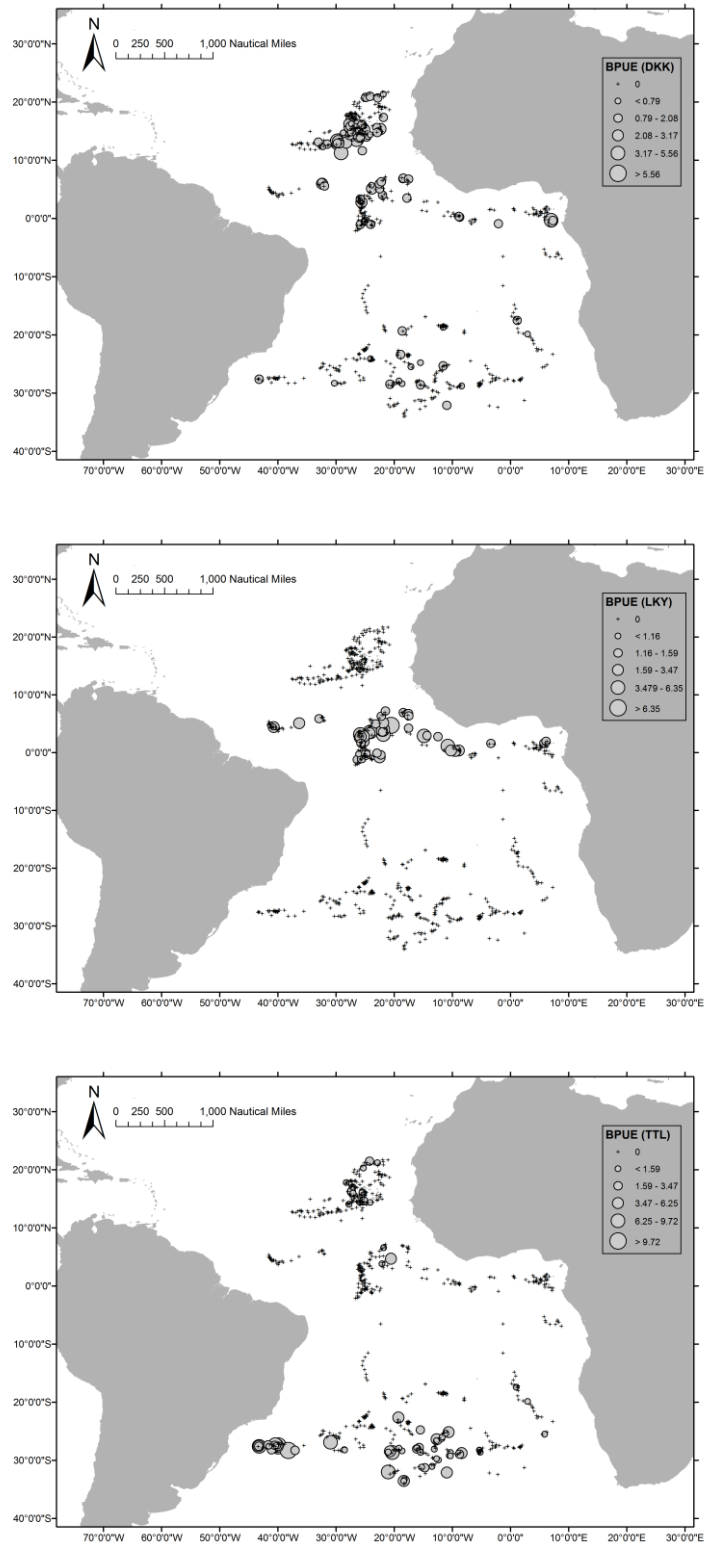 N
0 250 500 1,000 Nautical Miles
30°0'0"N
20°0'0"N
10°0'0"N
0°0'0"
10°0'0"S
20°0'0"S
30°0'0"S
40°0'0"S
BPUE (DKK)
0
< 0.79
0.79 - 2.08
2.08 - 3.17
3.17 - 5.56
> 5.56
70°0'0"W 60°0'0"W 50°0'0"W 40°0'0"W 30°0'0"W 20°0'0"W 10°0'0"W 0°0'0" 10°0'0"E 20°0'0"E 30°0'0"E
N
0 250 500 1,000 Nautical Miles
30°0'0"N
20°0'0"N
10°0'0"N
0°0'0"
10°0'0"S
20°0'0"S
30°0'0"S
40°0'0"S
BPUE (LKY)
0
< 1.16
1.16 - 1.59
1.59 - 3.47
3.479 - 6.35
> 6.35
70°0'0"W 60°0'0"W 50°0'0"W 40°0'0"W 30°0'0"W 20°0'0"W 10°0'0"W 0°0'0" 10°0'0"E 20°0'0"E 30°0'0"E
N
0 250 500 1,000 Nautical Miles
30°0'0"N
20°0'0"N
10°0'0"N
0°0'0"
10°0'0"S
20°0'0"S
30°0'0"S
40°0'0"S
BPUE (TTL)
0
< 1.59
1.59 - 3.47
3.47 - 6.25
6.25 - 9.72
> 9.72
70°0'0"W 60°0'0"W 50°0'0"W 40°0'0"W 30°0'0"W 20°0'0"W 10°0'0"W 0°0'0" 10°0'0"E 20°0'0"E 30°0'0"E